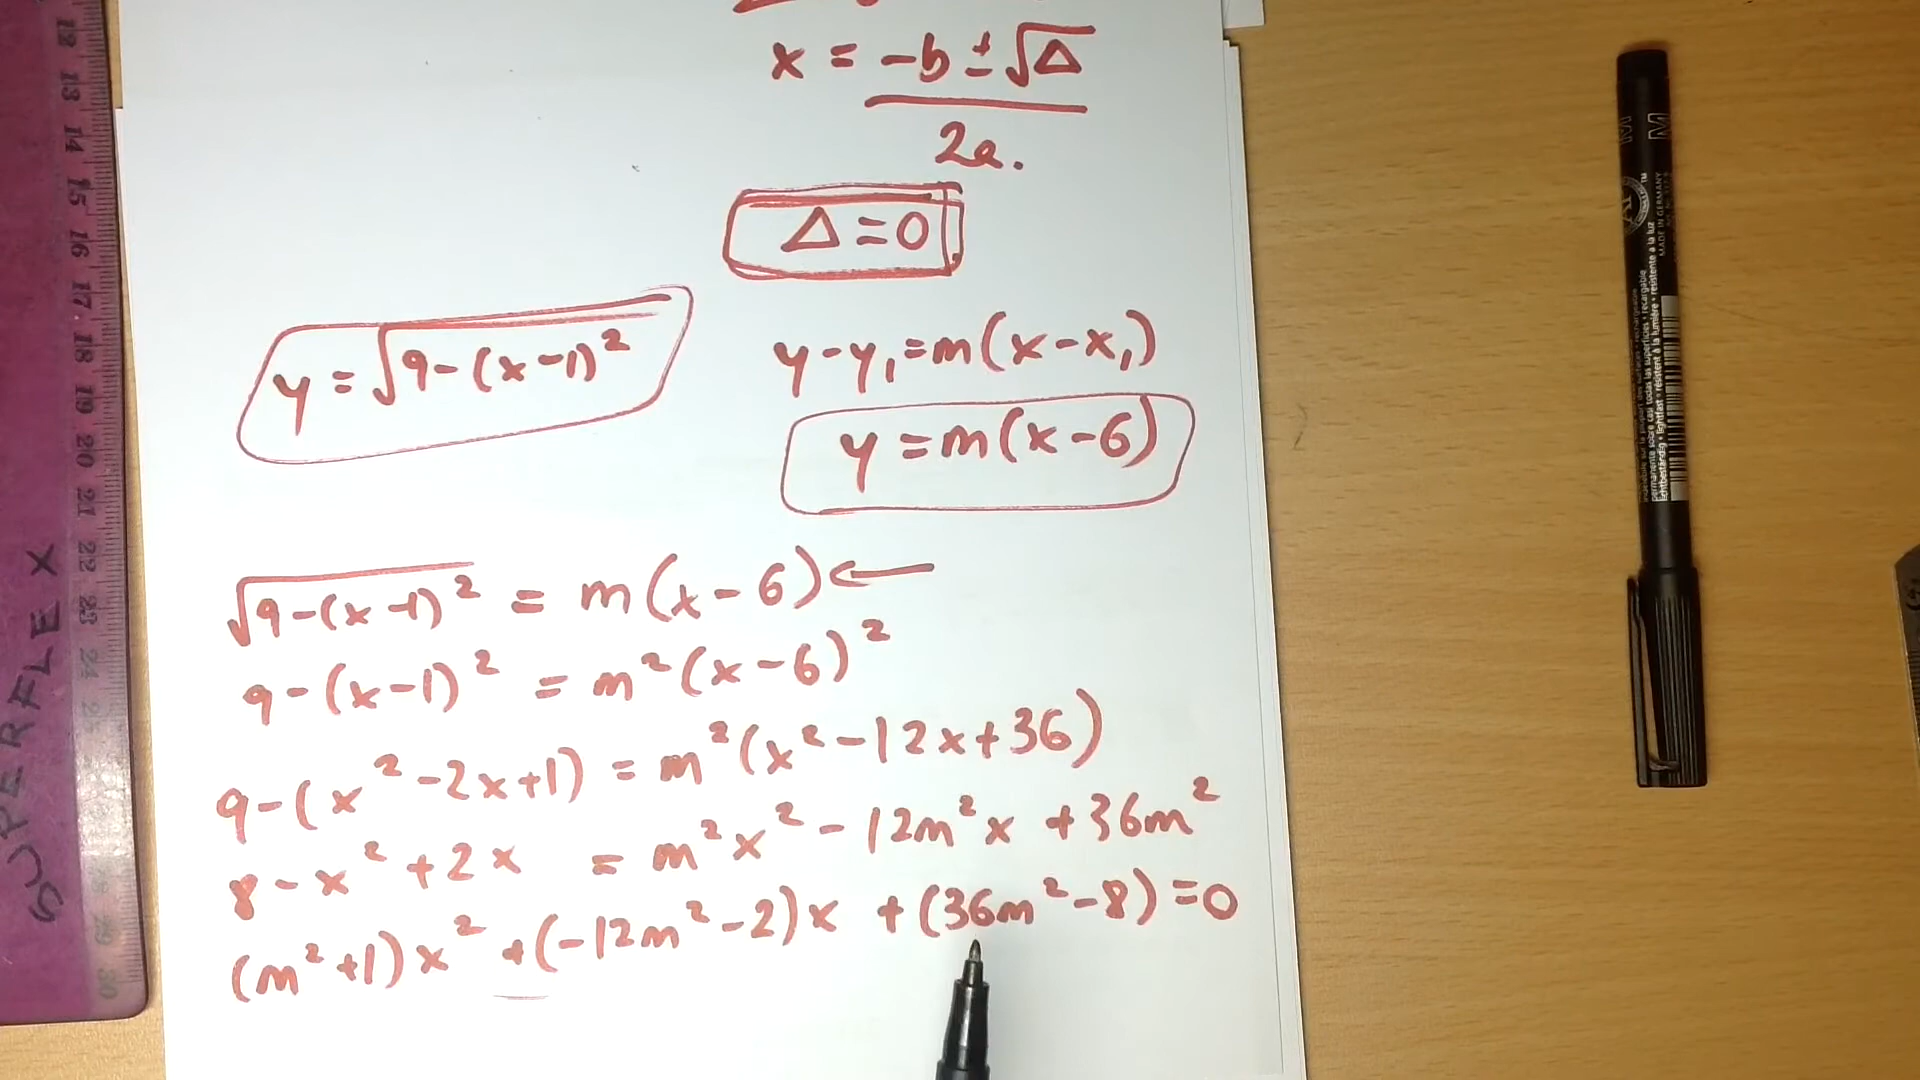 x = -b ± √Δ
2a.
Δ = 0
y = √9-(x-1)²
y-y₁=m(x-x₁)
y = m(x-6)
√9-(x-1)² = m(x-6) ←
9-(x-1)² = m²(x-6)²
9-(x²-2x+1) = m²(x²-12x+36)
8-x²+2x = m²x²-12m²x+36m²
(m²+1)x²+(-12m²-2)x+(36m²-8)=0
SUPERFLEX
12 13 14 15 16 17 18 19 20 21 22 23 24 25 28 29 30
M M
MADE IN GERMANY